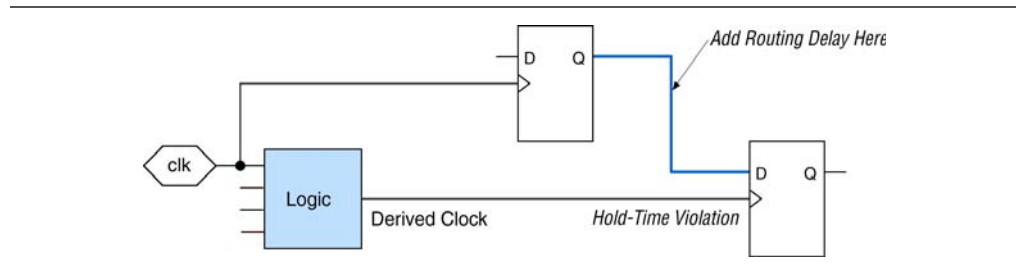 Add Routing Delay Here
D Q
clk
Logic
D Q
Derived Clock
Hold-Time Violation